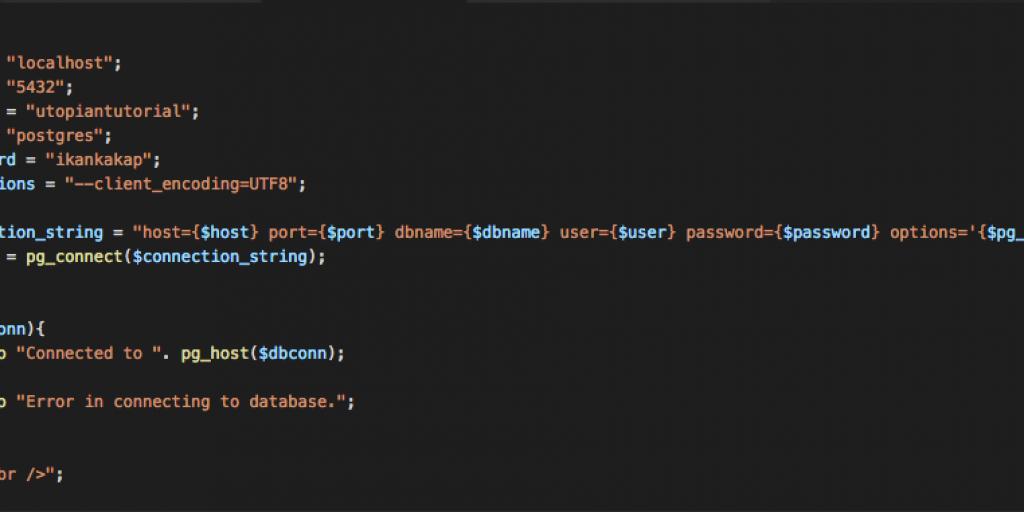 "localhost";
"5432";
= "utopiantutorial";
"postgres";
rd = "ikankakap";
ions = "--client_encoding=UTF8";
tion_string = "host={$host} port={$port} dbname={$dbname} user={$user} password={$password} options='{$pg_
= pg_connect($connection_string);
onn){
o "Connected to ". pg_host($dbconn);
o "Error in connecting to database.";
br />";